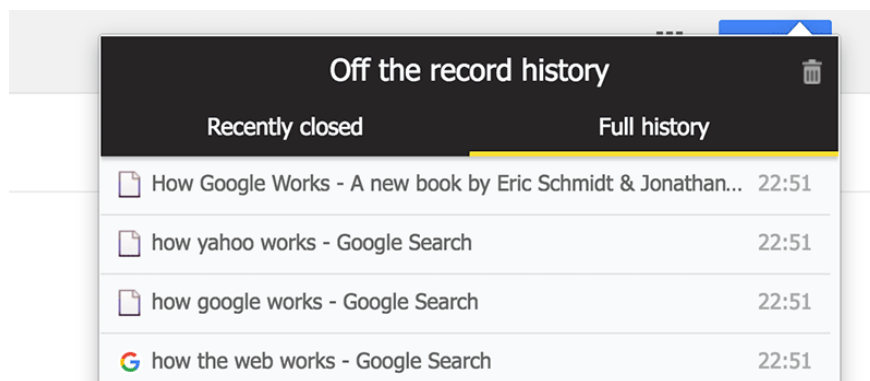 Off the record history
Recently closed Full history
How Google Works - A new book by Eric Schmidt & Jonathan... 22:51
how yahoo works - Google Search 22:51
how google works - Google Search 22:51
how the web works - Google Search 22:51